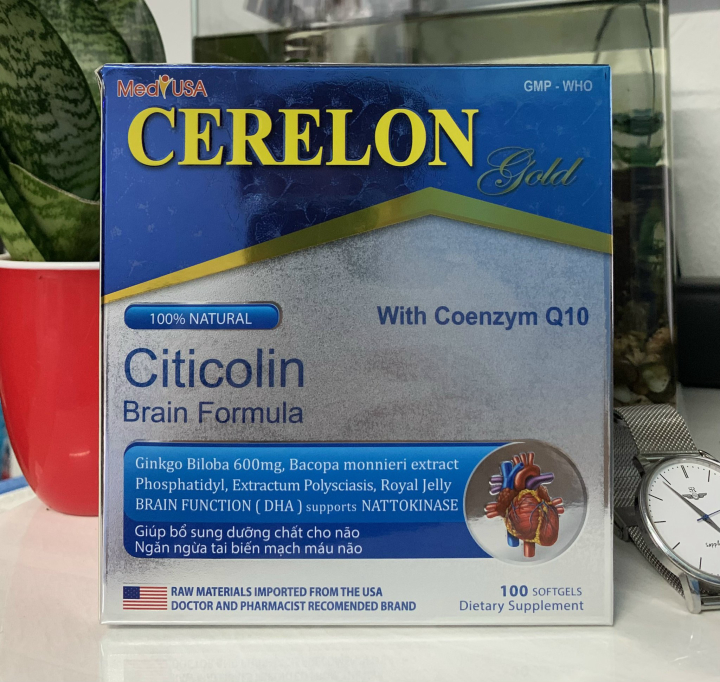 MediUSA
GMP - WHO
CERELON
Gold
100% NATURAL
With Coenzym Q10
Citicolin
Brain Formula
Ginkgo Biloba 600mg, Bacopa monnieri extract
Phosphatidyl, Extractum Polysciasis, Royal Jelly
BRAIN FUNCTION ( DHA ) supports NATTOKINASE
Giúp bổ sung dưỡng chất cho não
Ngăn ngừa tai biến mạch máu não
RAW MATERIALS IMPORTED FROM THE USA
DOCTOR AND PHARMACIST RECOMENDED BRAND
100 SOFTGELS
Dietary Supplement